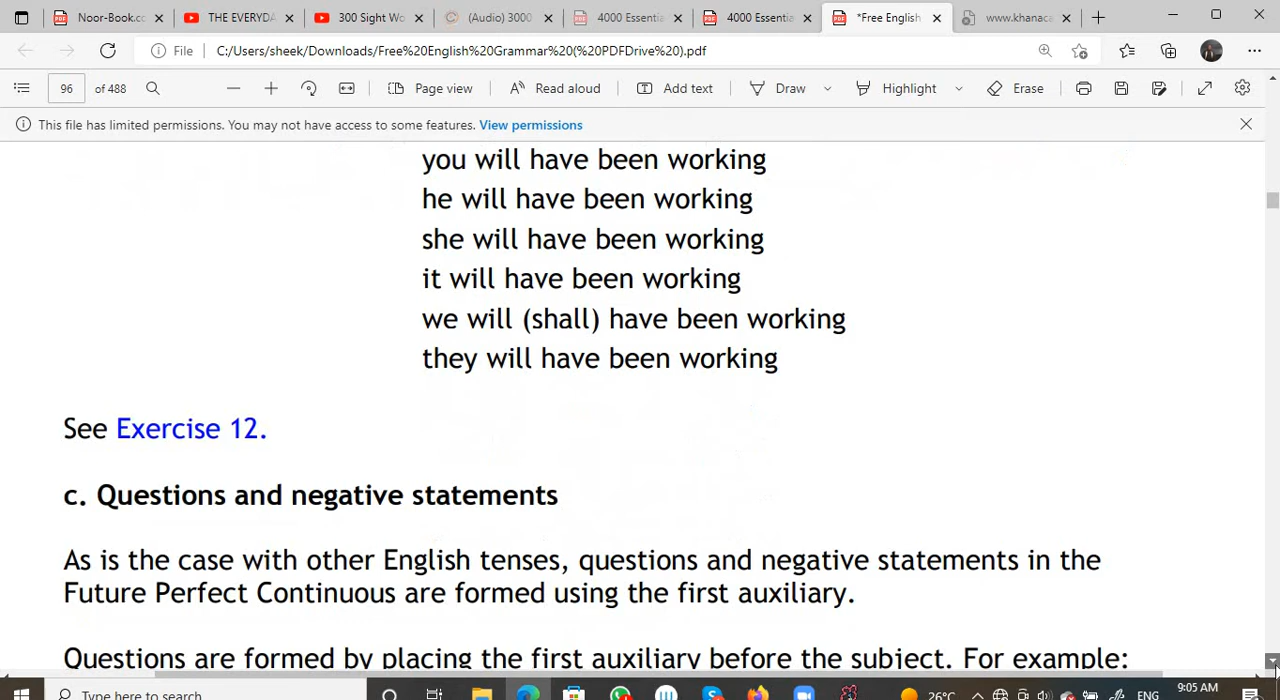 Noor-Book.cc THE EVERYDA 300 Sight Wo (Audio) 3000 4000 Essentia 4000 Essentia *Free English www.khanaca
File C:/Users/sheek/Downloads/Free%20English%20Grammar%20(%20PDFDrive%20).pdf
96 of 488 Page view Read aloud Add text Draw Highlight Erase
This file has limited permissions. You may not have access to some features. View permissions
you will have been working
he will have been working
she will have been working
it will have been working
we will (shall) have been working
they will have been working
See Exercise 12.
c. Questions and negative statements
As is the case with other English tenses, questions and negative statements in the
Future Perfect Continuous are formed using the first auxiliary.
Questions are formed by placing the first auxiliary before the subject. For example:
Type here to search 26°C ENG 9:05 AM